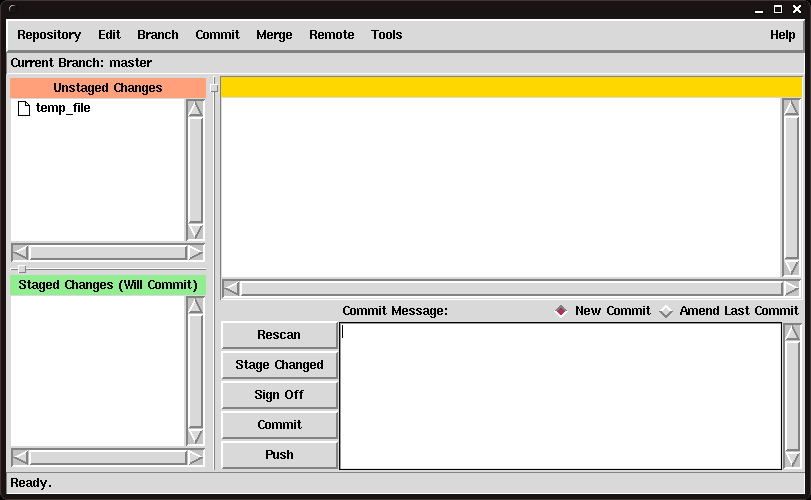 Repository Edit Branch Commit Merge Remote Tools Help
Current Branch: master
Unstaged Changes
temp_file
Staged Changes (Will Commit)
Commit Message: New Commit Amend Last Commit
Rescan
Stage Changed
Sign Off
Commit
Push
Ready.